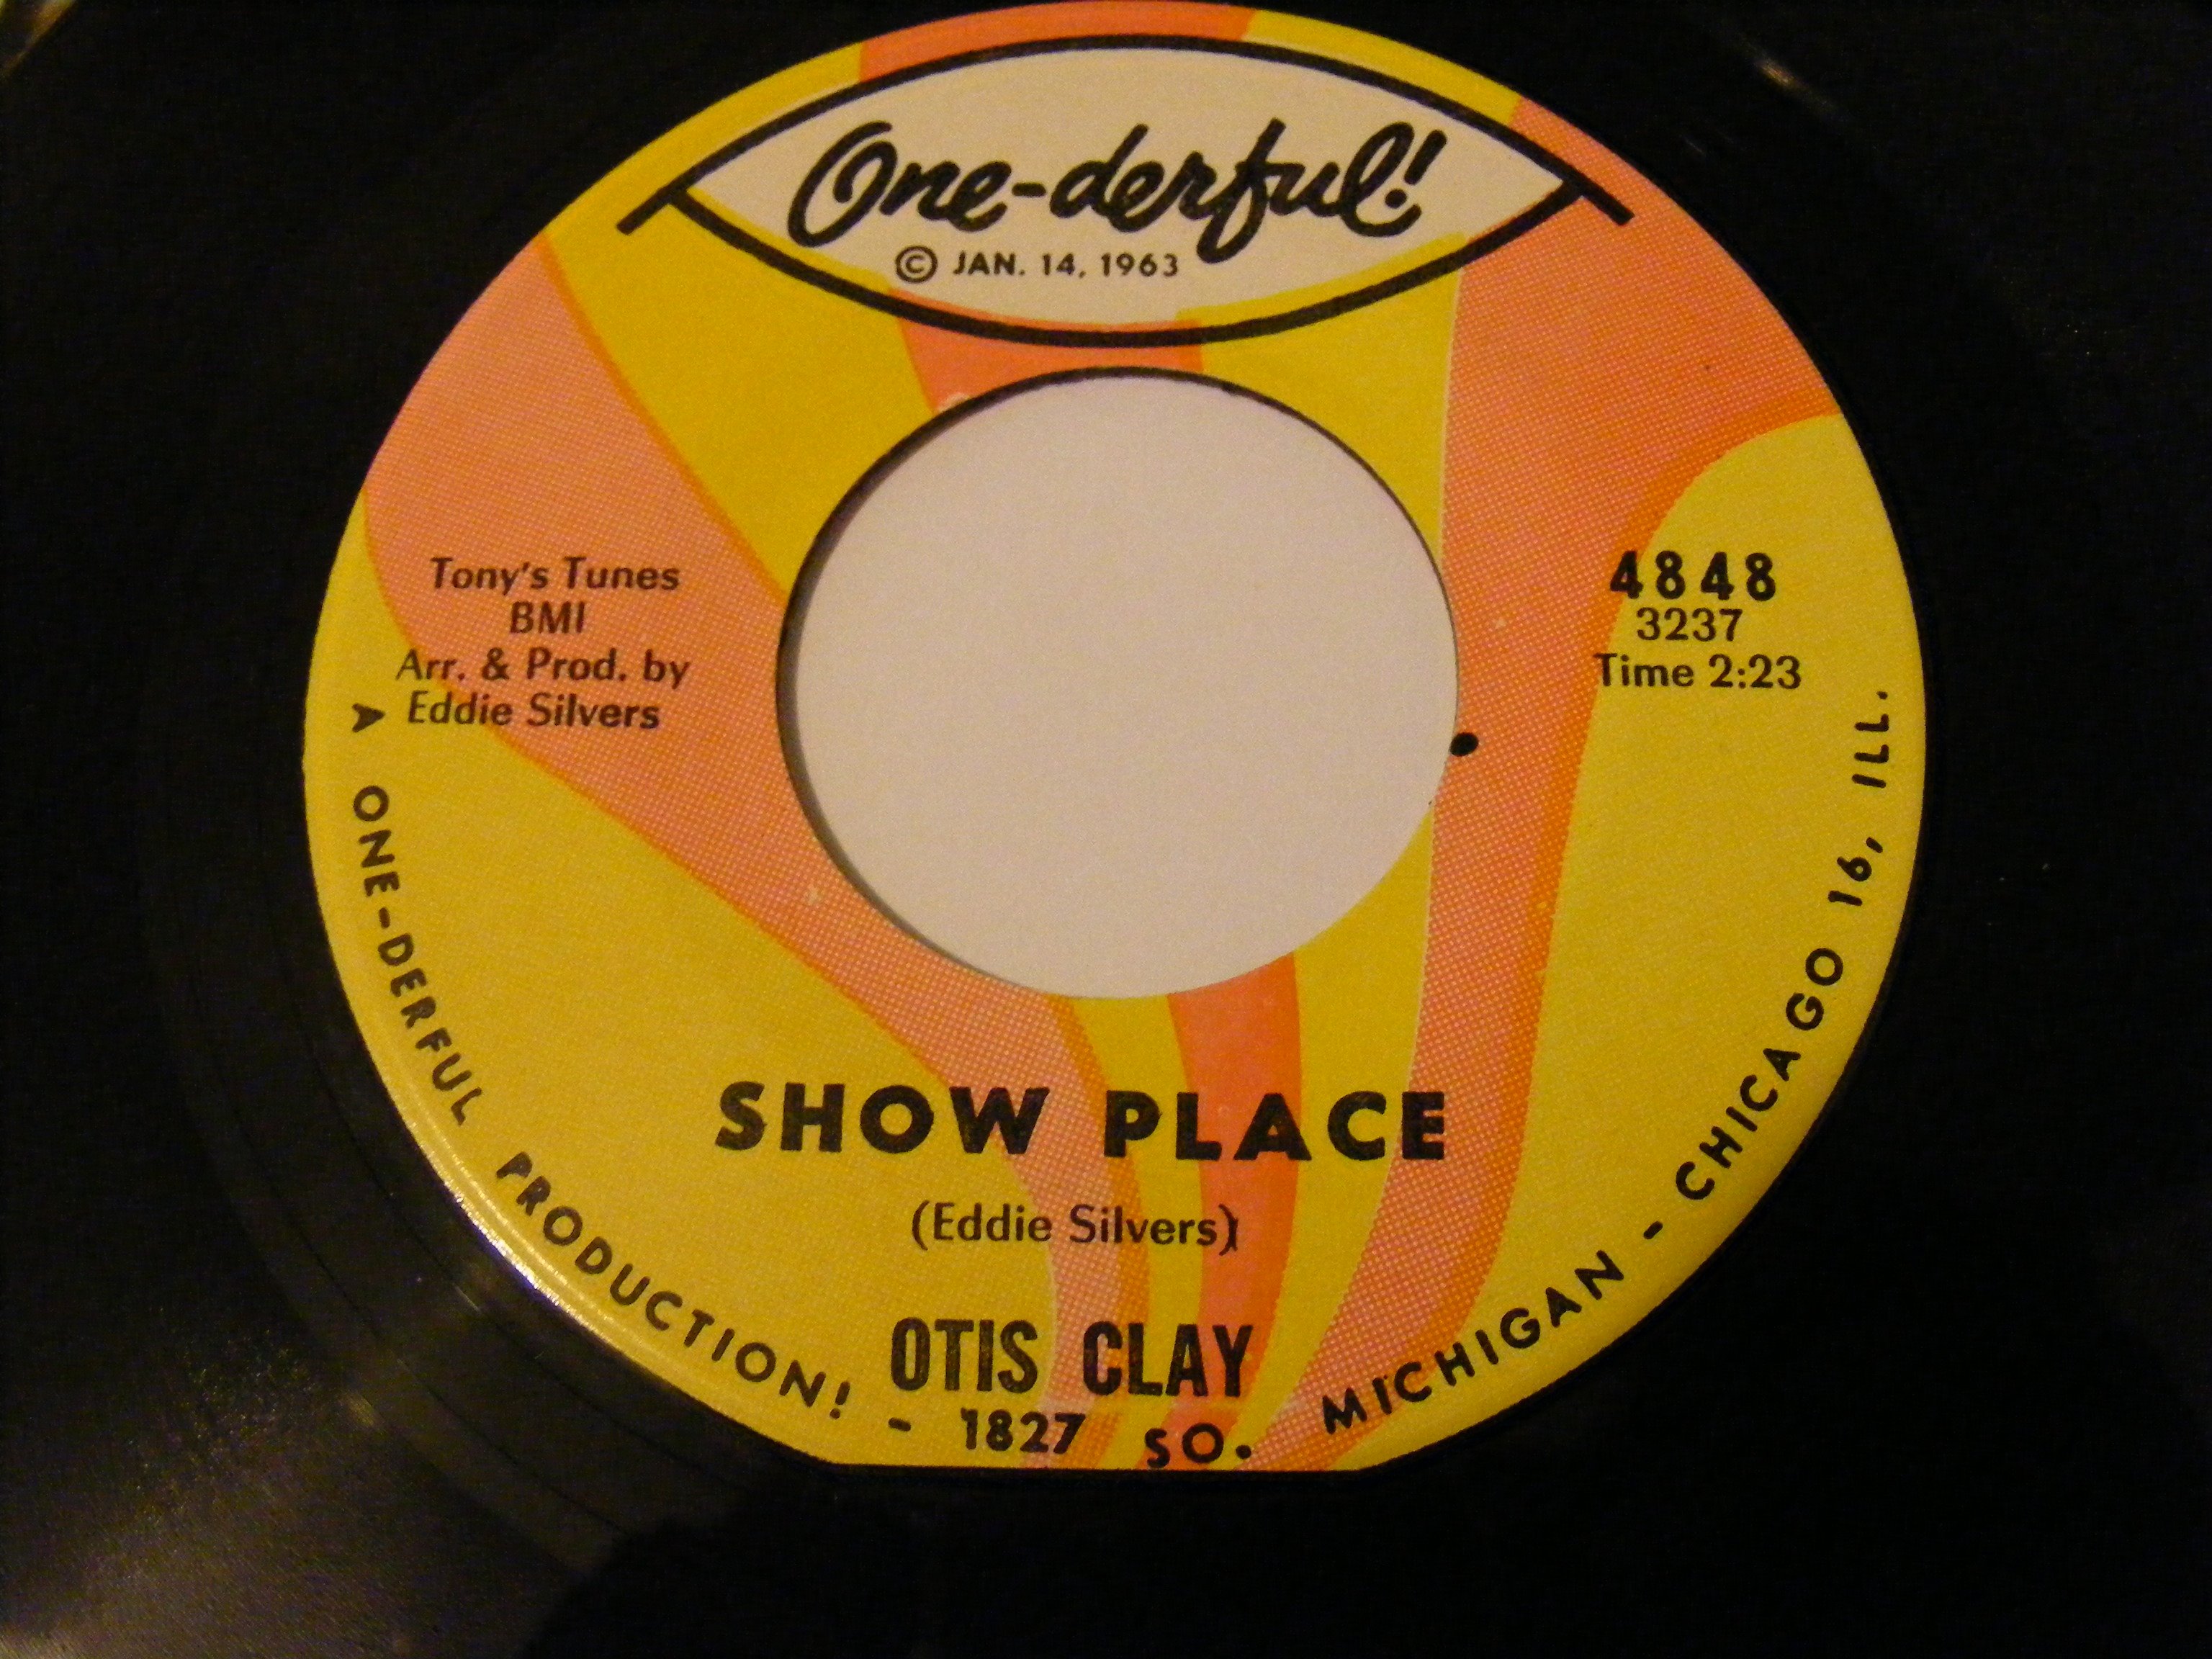 One-derful!
© JAN. 14, 1963
Tony's Tunes
BMI
Arr. & Prod. by
Eddie Silvers
4848
3237
Time 2:23
SHOW PLACE
(Eddie Silvers)
OTIS CLAY
A ONE-DERFUL PRODUCTION! - 1827 SO. MICHIGAN - CHICAGO 16, ILL.